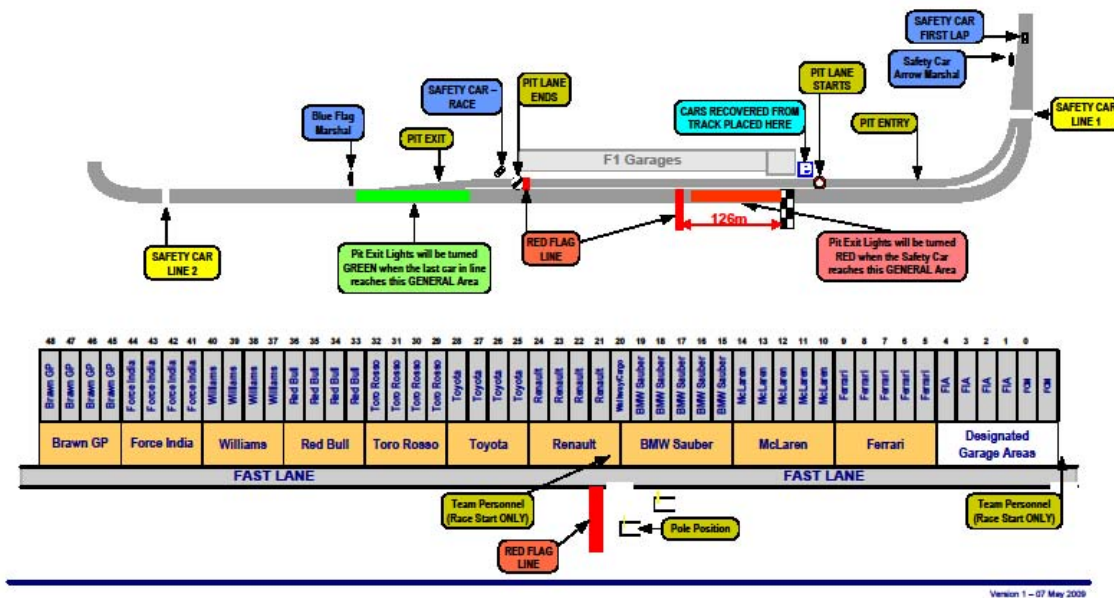 SAFETY CAR
FIRST LAP
Safety Car
Arrow Marshal
PIT LANE
STARTS
PIT LANE
ENDS
SAFETY CAR –
RACE
CARS RECOVERED FROM
TRACK PLACED HERE
SAFETY CAR
LINE 1
Blue Flag
Marshal
PIT EXIT
PIT ENTRY
F1 Garages
P
126m
SAFETY CAR
LINE 2
Pit Exit Lights will be turned
GREEN when the last car in line
reaches this GENERAL Area
RED FLAG
LINE
Pit Exit Lights will be turned
RED when the Safety Car
reaches this GENERAL Area
48 47 46 45 44 43 42 41 40 39 38 37 36 35 34 33 32 31 30 29 28 27 26 25 24 23 22 21 20 19 18 17 16 15 14 13 12 11 10 9 8 7 6 5 4 3 2 1 0
Brawn GP Brawn GP Brawn GP Brawn GP Force India Force India Force India Force India Williams Williams Williams Williams Red Bull Red Bull Red Bull Red Bull Toro Rosso Toro Rosso Toro Rosso Toro Rosso Toyota Toyota Toyota Toyota Renault Renault Renault Renault BMW Sauber BMW Sauber BMW Sauber BMW Sauber BMW Sauber McLaren McLaren McLaren McLaren McLaren Ferrari Ferrari Ferrari Ferrari Ferrari FIA FIA FIA FIA
Brawn GP Force India Williams Red Bull Toro Rosso Toyota Renault BMW Sauber McLaren Ferrari Designated
Garage Areas
FAST LANE FAST LANE
Team Personnel
(Race Start ONLY)
Pole Position
Team Personnel
(Race Start ONLY)
RED FLAG
LINE
Version 1 – 07 May 2009